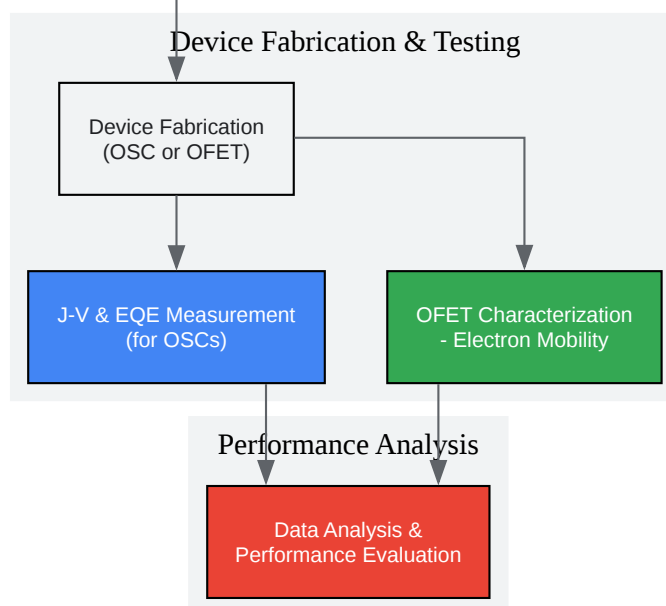 Device Fabrication & Testing
Device Fabrication
(OSC or OFET)
J-V & EQE Measurement
(for OSCs)
OFET Characterization
- Electron Mobility
Performance Analysis
Data Analysis &
Performance Evaluation